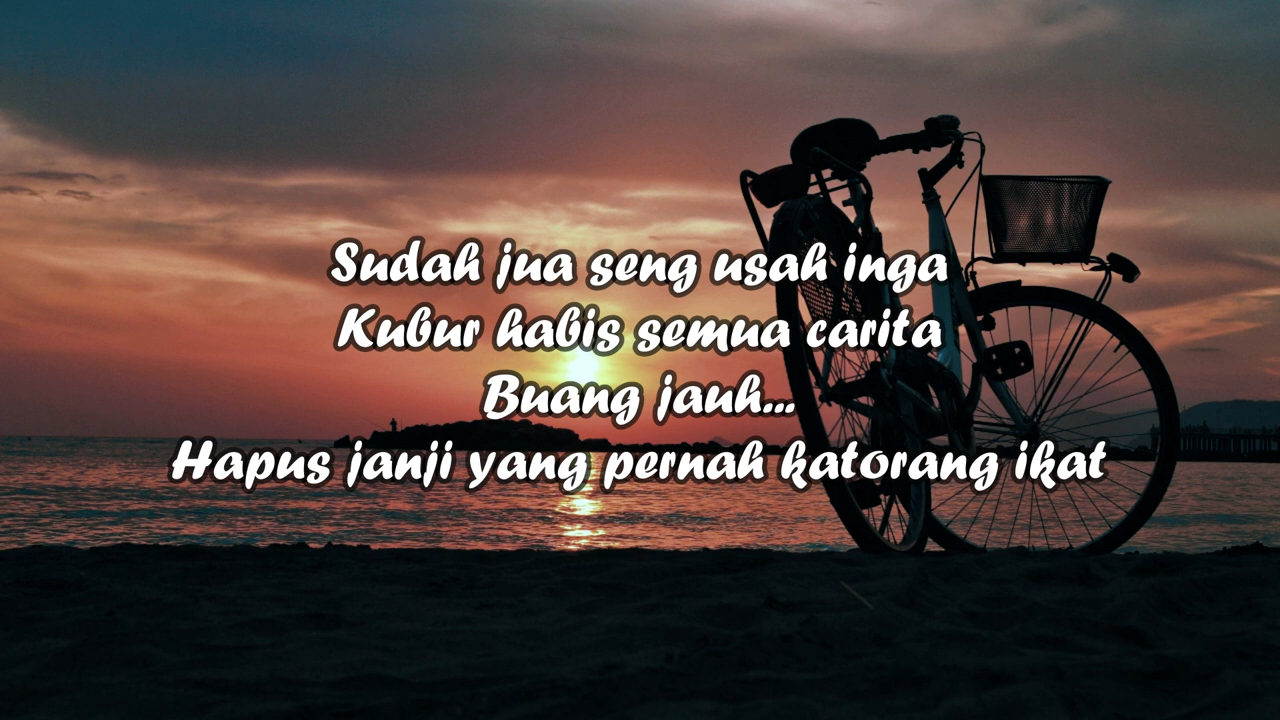 Sudah jua seng usah inga
Kubur habis semua carita
Buang jauh...
Hapus janji yang pernah katorang ikat